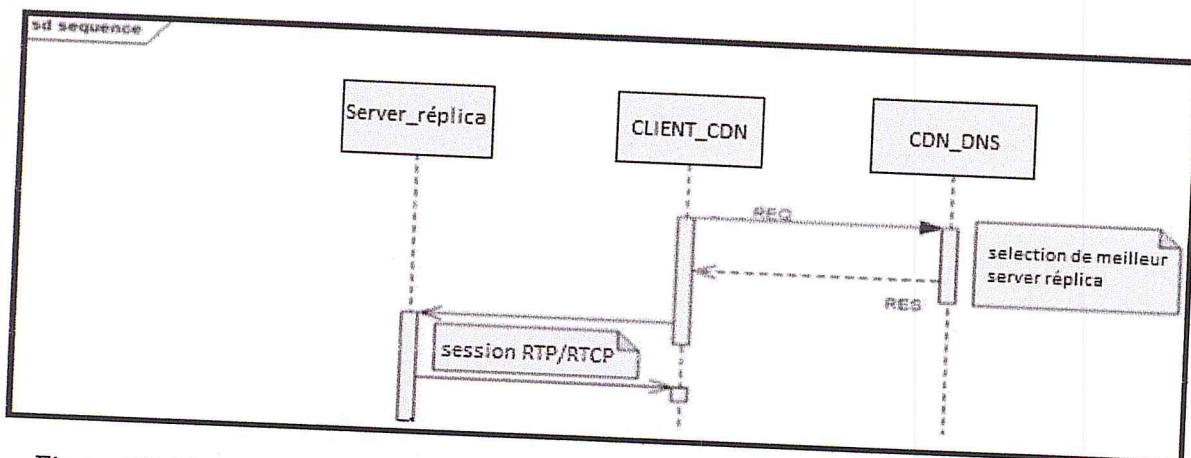 sd sequence
Server_réplica
CLIENT_CDN
CDN_DNS
REQ
selection de meilleur
server réplica
RES
session RTP/RTCP